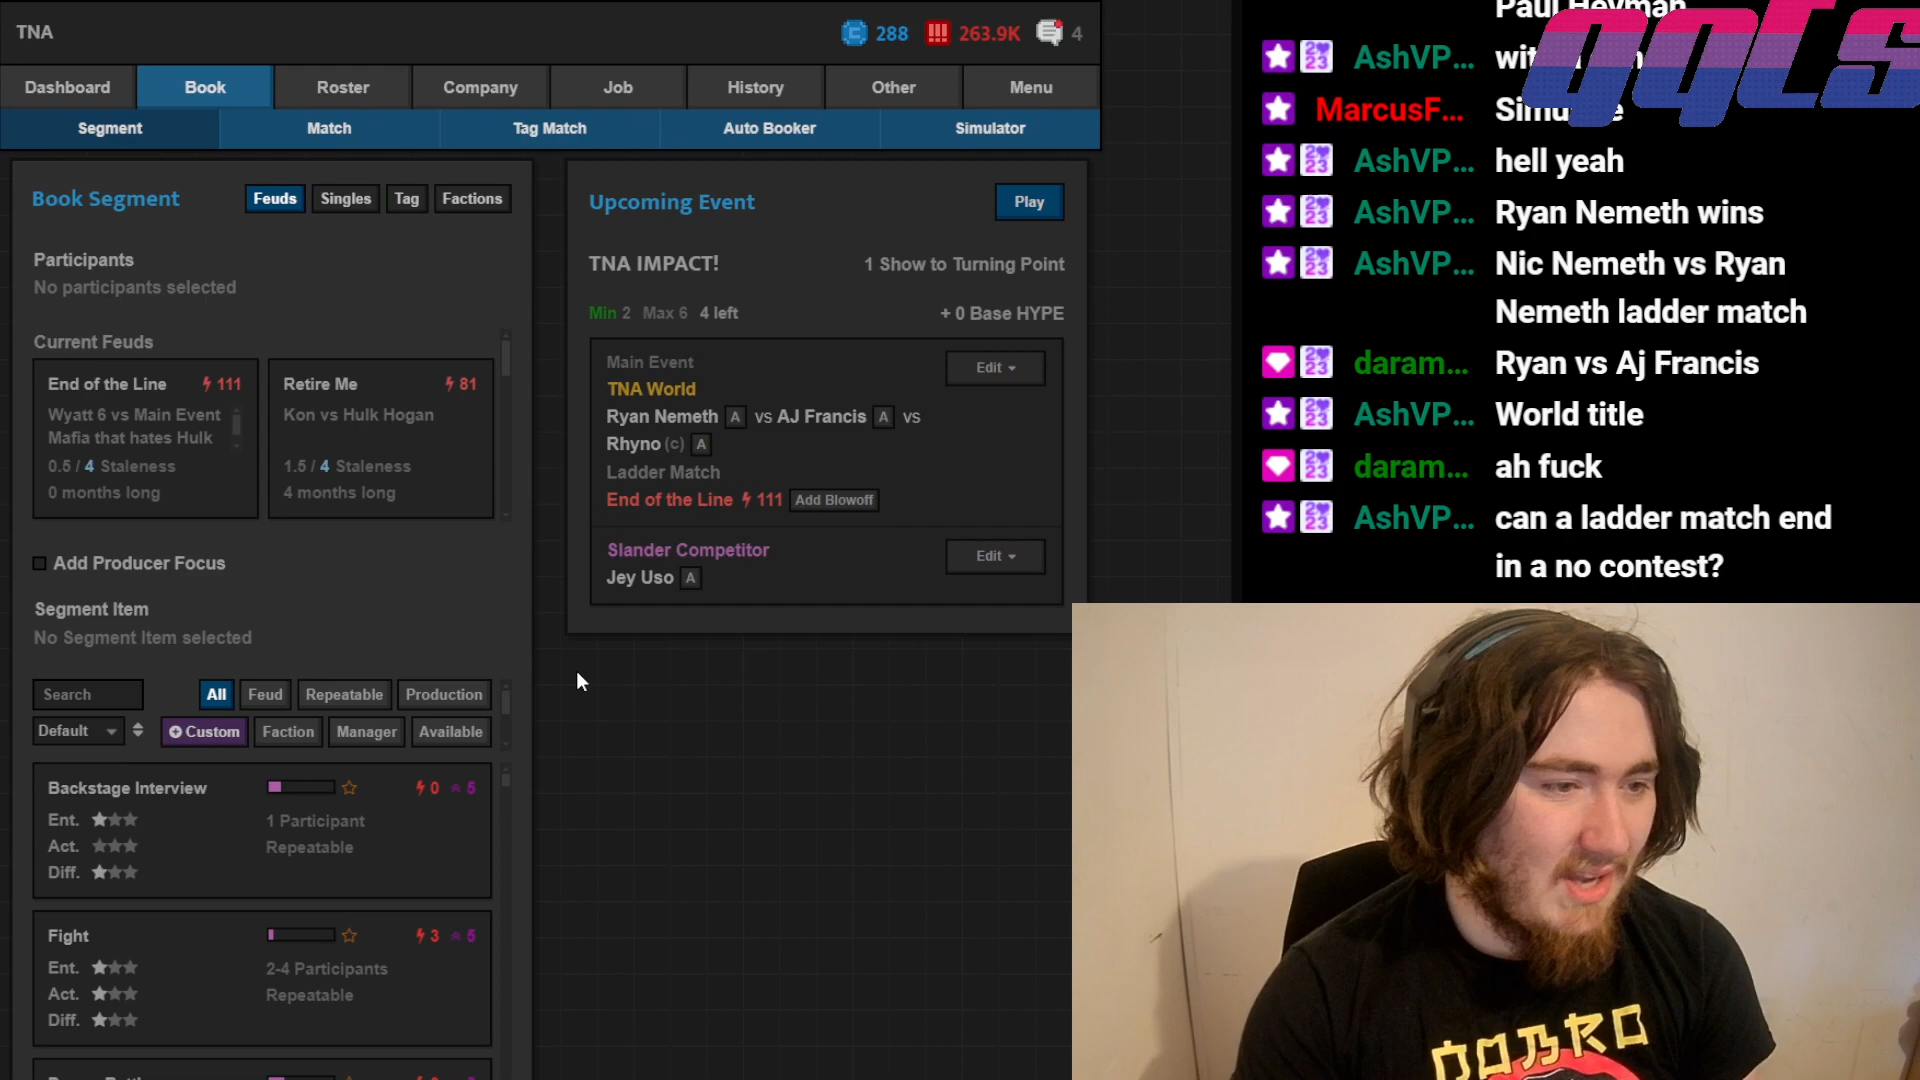 TNA
288
263.9K
4
Dashboard
Book
Roster
Company
Job
History
Other
Menu
Segment
Match
Tag Match
Auto Booker
Simulator
Book Segment
Feuds
Singles
Tag
Factions
Participants
No participants selected
Current Feuds
End of the Line
111
Wyatt 6 vs Main Event
Mafia that hates Hulk
0.5 / 4 Staleness
0 months long
Retire Me
81
Kon vs Hulk Hogan
1.5 / 4 Staleness
4 months long
Add Producer Focus
Segment Item
No Segment Item selected
Search
All
Feud
Repeatable
Production
Default
Custom
Faction
Manager
Available
Backstage Interview
0
5
Ent.
1 Participant
Act.
Repeatable
Diff.
Fight
3
5
Ent.
2-4 Participants
Act.
Repeatable
Diff.
Upcoming Event
Play
TNA IMPACT!
1 Show to Turning Point
Min 2 Max 6 4 left
+ 0 Base HYPE
Main Event
Edit
TNA World
Ryan Nemeth A vs AJ Francis A vs
Rhyno (c) A
Ladder Match
End of the Line 111 Add Blowoff
Slander Competitor
Edit
Jey Uso A
Paul Heyman
AshVP...
MarcusF...
AshVP... hell yeah
AshVP... Ryan Nemeth wins
AshVP... Nic Nemeth vs Ryan
Nemeth ladder match
daram... Ryan vs Aj Francis
AshVP... World title
daram... ah fuck
AshVP... can a ladder match end
in a no contest?